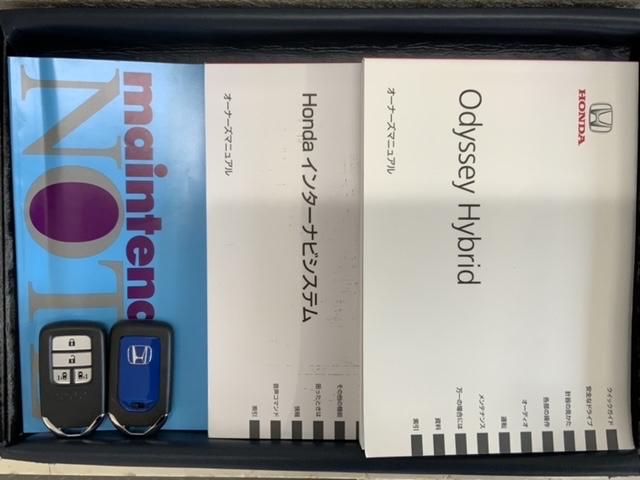 maintenanc
NOT
Honda インターナビシステム
オーナーズマニュアル
その他の機能
困ったときは
情報
音声コマンド
索引
HONDA
Odyssey Hybrid
オーナーズマニュアル
クイックガイド
安全なドライブ
計器の見かた
各部の操作
オーディオ
運転
メンテナンス
万一の場合には
資料
索引